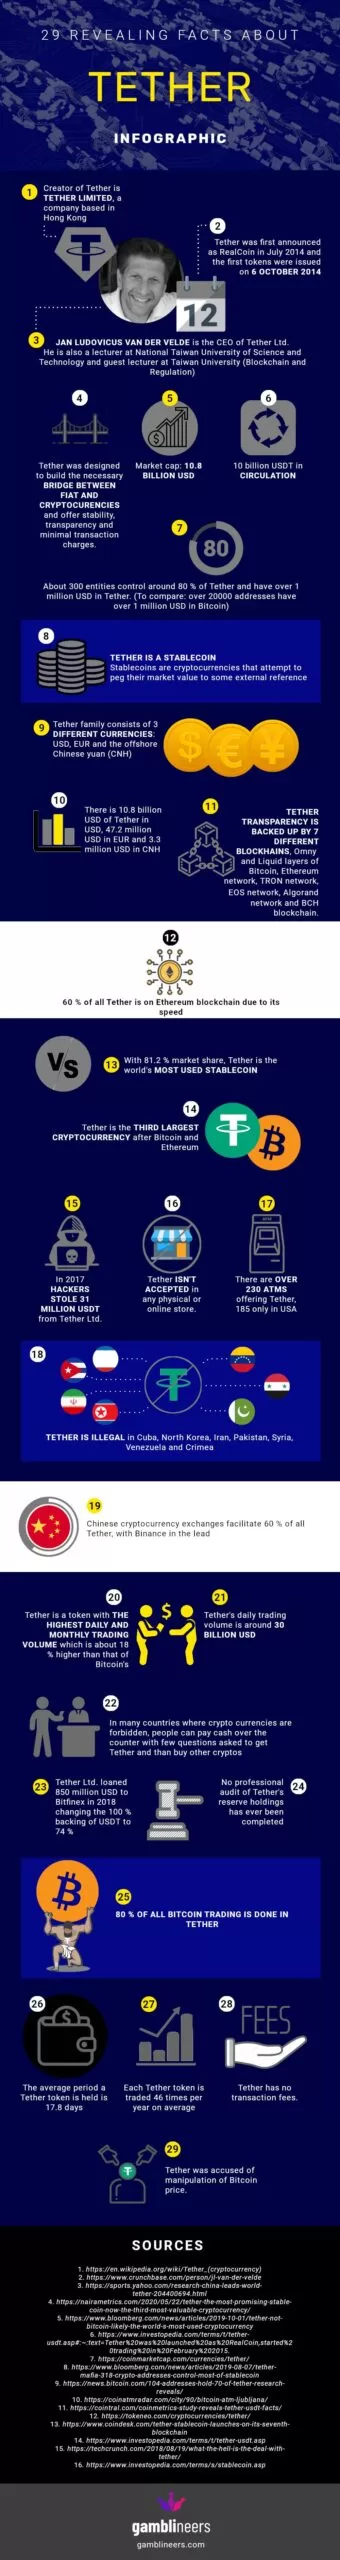 29 REVEALING FACTS ABOUT
TETHER
INFOGRAPHIC
1
Creator of Tether is
TETHER LIMITED, a
company based in
Hong Kong
2
Tether was first announced
as RealCoin in July 2014 and
the first tokens were issued
on 6 OCTOBER 2014
12
3
JAN LUDOVICUS VAN DER VELDE is the CEO of Tether Ltd.
He is also a lecturer at National Taiwan University of Science and
Technology and guest lecturer at Taiwan University (Blockchain and
Regulation)
4
Tether was designed
to build the necessary
BRIDGE BETWEEN
FIAT AND
CRYPTOCURRENCIES
and offer stability,
transparency and
minimal transaction
charges.
5
$
Market cap: 10.8
BILLION USD
6
10 billion USDT in
CIRCULATION
7
80
About 300 entities control around 80 % of Tether and have over 1
million USD in Tether. (To compare: over 20000 addresses have
over 1 million USD in Bitcoin)
8
TETHER IS A STABLECOIN
Stablecoins are cryptocurrencies that attempt to
peg their market value to some external reference
9
Tether family consists of 3
DIFFERENT CURRENCIES:
USD, EUR and the offshore
Chinese yuan (CNH)
$ € ¥
10
There is 10.8 billion
USD of Tether in
USD, 47.2 million
USD in EUR and 3.3
million USD in CNH
11
TETHER
TRANSPARENCY IS
BACKED UP BY 7
DIFFERENT
BLOCKHAINS, Omny
and Liquid layers of
Bitcoin, Ethereum
network, TRON network,
EOS network, Algorand
network and BCH
blockchain.
12
60 % of all Tether is on Ethereum blockchain due to its
speed
VS
13
With 81.2 % market share, Tether is the
world's MOST USED STABLECOIN
14
Tether is the THIRD LARGEST
CRYPTOCURRENCY after Bitcoin and
Ethereum
15
In 2017
HACKERS
STOLE 31
MILLION USDT
from Tether Ltd.
16
Tether ISN'T
ACCEPTED in
any physical or
online store.
17
ATM
There are OVER
230 ATMS
offering Tether,
185 only in USA
18
TETHER IS ILLEGAL in Cuba, North Korea, Iran, Pakistan, Syria,
Venezuela and Crimea
19
Chinese cryptocurrency exchanges facilitate 60 % of all
Tether, with Binance in the lead
20
Tether is a token with THE
HIGHEST DAILY AND
MONTHLY TRADING
VOLUME which is about 18
% higher than that of
Bitcoin's
$
21
Tether's daily trading
volume is around 30
BILLION USD
22
In many countries where crypto currencies are
forbidden, people can pay cash over the
counter with few questions asked to get
Tether and than buy other cryptos
23
Tether Ltd. loaned
850 million USD to
Bitfinex in 2018
changing the 100 %
backing of USDT to
74 %
24
No professional
audit of Tether's
reserve holdings
has ever been
completed
25
80 % OF ALL BITCOIN TRADING IS DONE IN
TETHER
26
$
The average period a
Tether token is held is
17.8 days
27
Each Tether token is
traded 46 times per
year on average
28
FEES
Tether has no
transaction fees.
29
Tether was accused of
manipulation of Bitcoin
price.
SOURCES
1. https://en.wikipedia.org/wiki/Tether_(cryptocurrency)
2. https://www.crunchbase.com/person/jl-van-der-velde
3. https://sports.yahoo.com/research-china-leads-world-
tether-204400694.html
4. https://nairametrics.com/2020/05/22/tether-the-most-promising-stable-
coin-now-the-third-most-valuable-cryptocurrency/
5. https://www.bloomberg.com/news/articles/2019-10-01/tether-not-
bitcoin-likely-the-world-s-most-used-cryptocurrency
6. https://www.investopedia.com/terms/t/tether-
usdt.asp#:~:text=Tether%20was%20launched%20as%20RealCoin,started%2
0trading%20in%20February%202015.
7. https://coinmarketcap.com/currencies/tether/
8. https://www.bloomberg.com/news/articles/2019-08-07/tether-
mafia-318-crypto-addresses-control-most-of-stablecoin
9. https://news.bitcoin.com/104-addresses-hold-70-of-tether-research-
reveals/
10. https://coinatmradar.com/city/90/bitcoin-atm-ljubljana/
11. https://cointral.com/coinmetrics-study-reveals-tether-usdt-facts/
12. https://tokeneo.com/cryptocurrencies/tether/
13. https://www.coindesk.com/tether-stablecoin-launches-on-its-seventh-
blockchain
14. https://www.investopedia.com/terms/t/tether-usdt.asp
15. https://techcrunch.com/2018/08/19/what-the-hell-is-the-deal-with-
tether/
16. https://www.investopedia.com/terms/s/stablecoin.asp
gamblineers
gamblineers.com